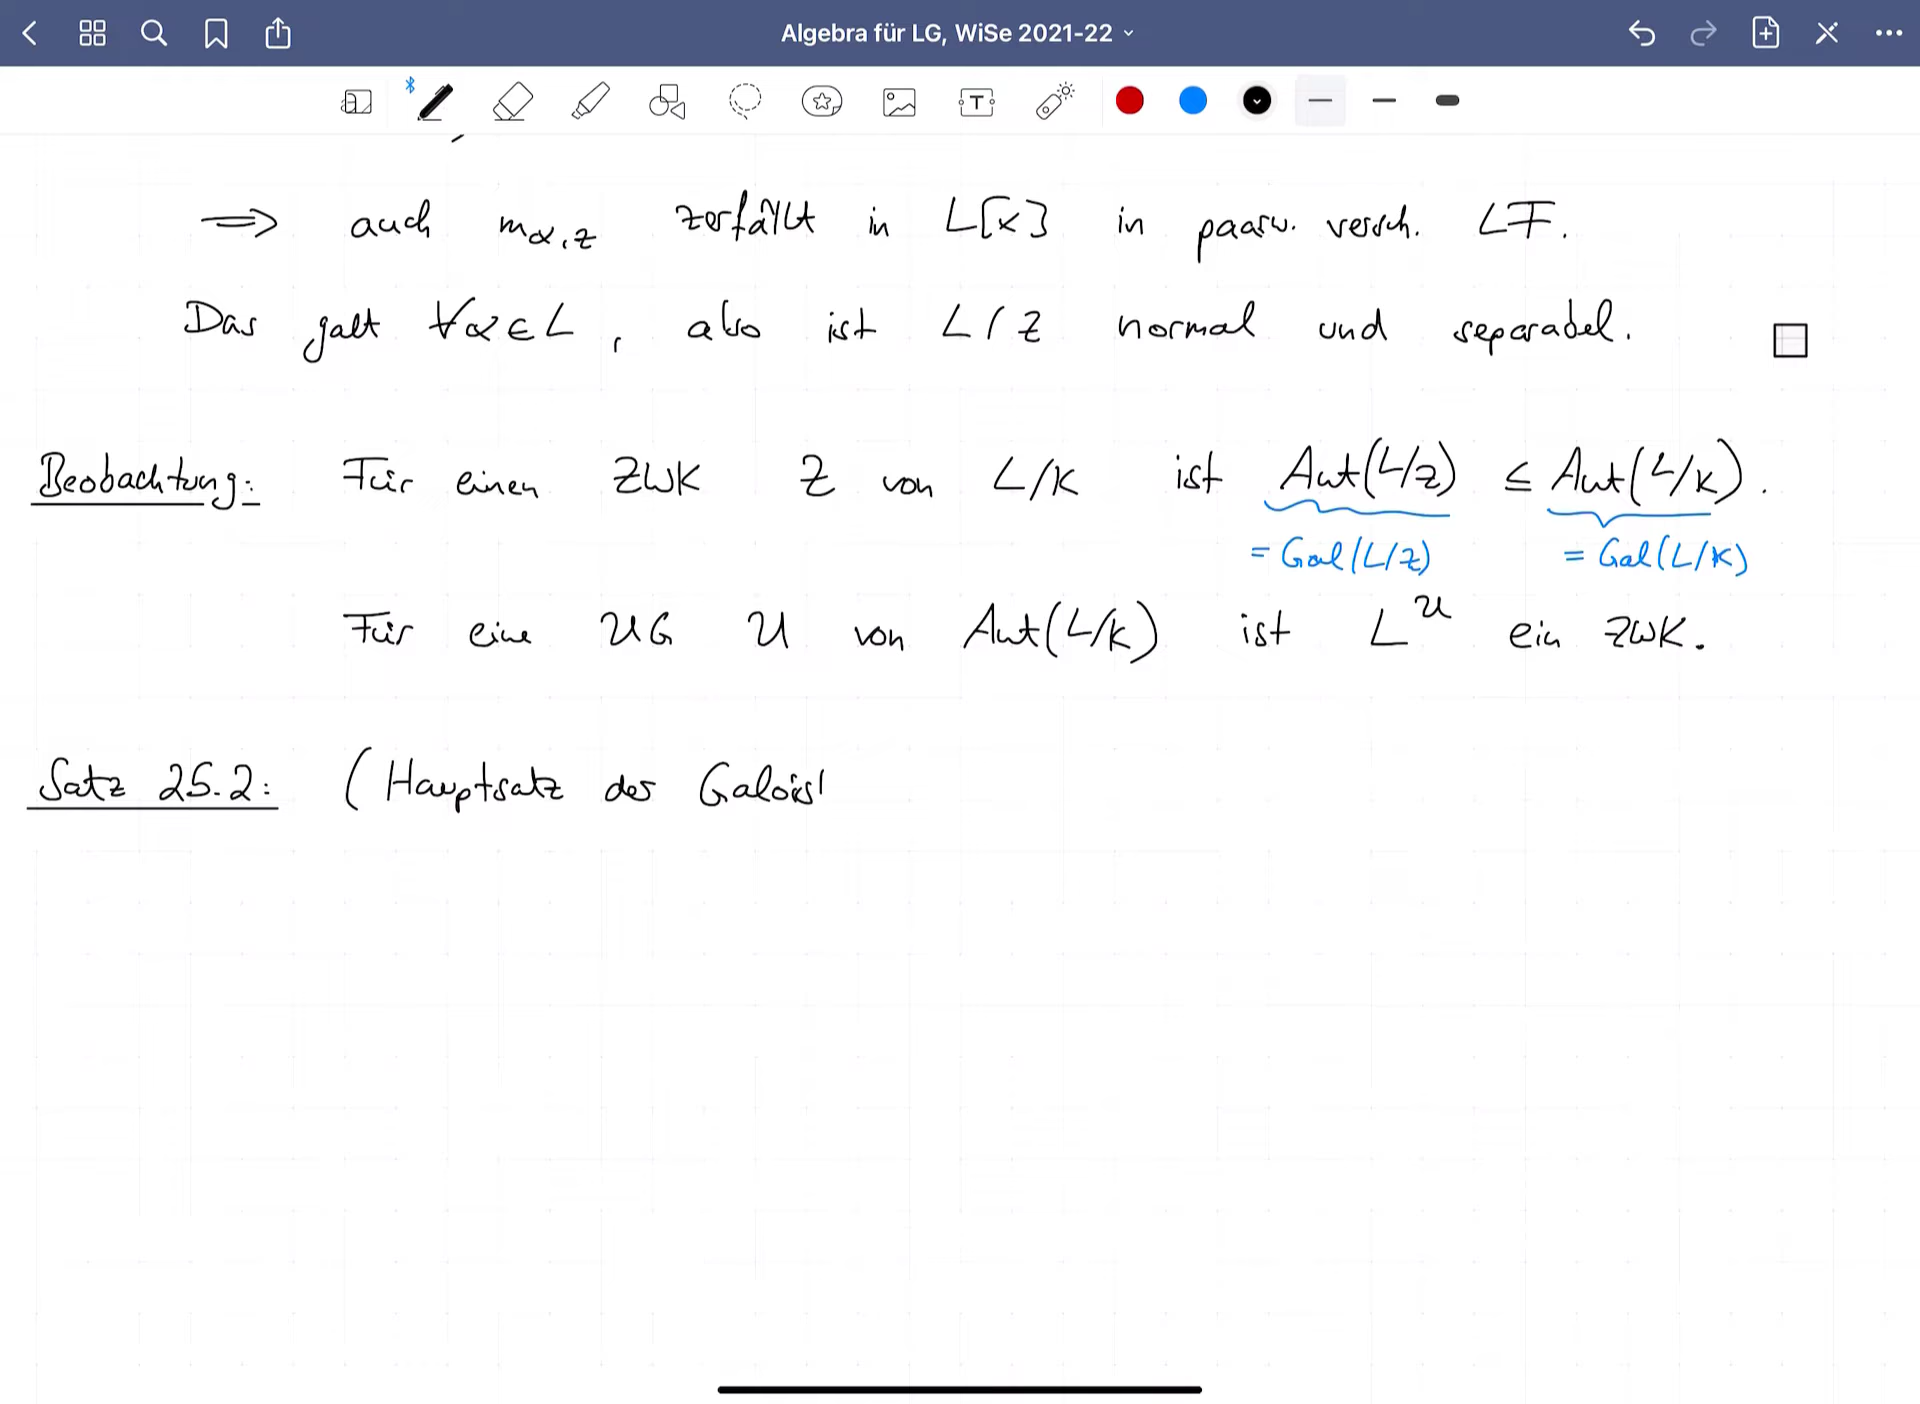 Algebra für LG, WiSe 2021-22
⟹ auch m_{α,Z} zerfällt in L[x] in paarw. versch. LF.
Das galt ∀α∈L, also ist L/Z normal und separabel. □
Beobachtung: Für einen ZWK Z von L/K ist Aut(L/Z) ≤ Aut(L/K).
= Gal(L/Z) = Gal(L/K)
Für eine UG U von Aut(L/K) ist L^U ein ZWK.
Satz 25.2: (Hauptsatz der Galois